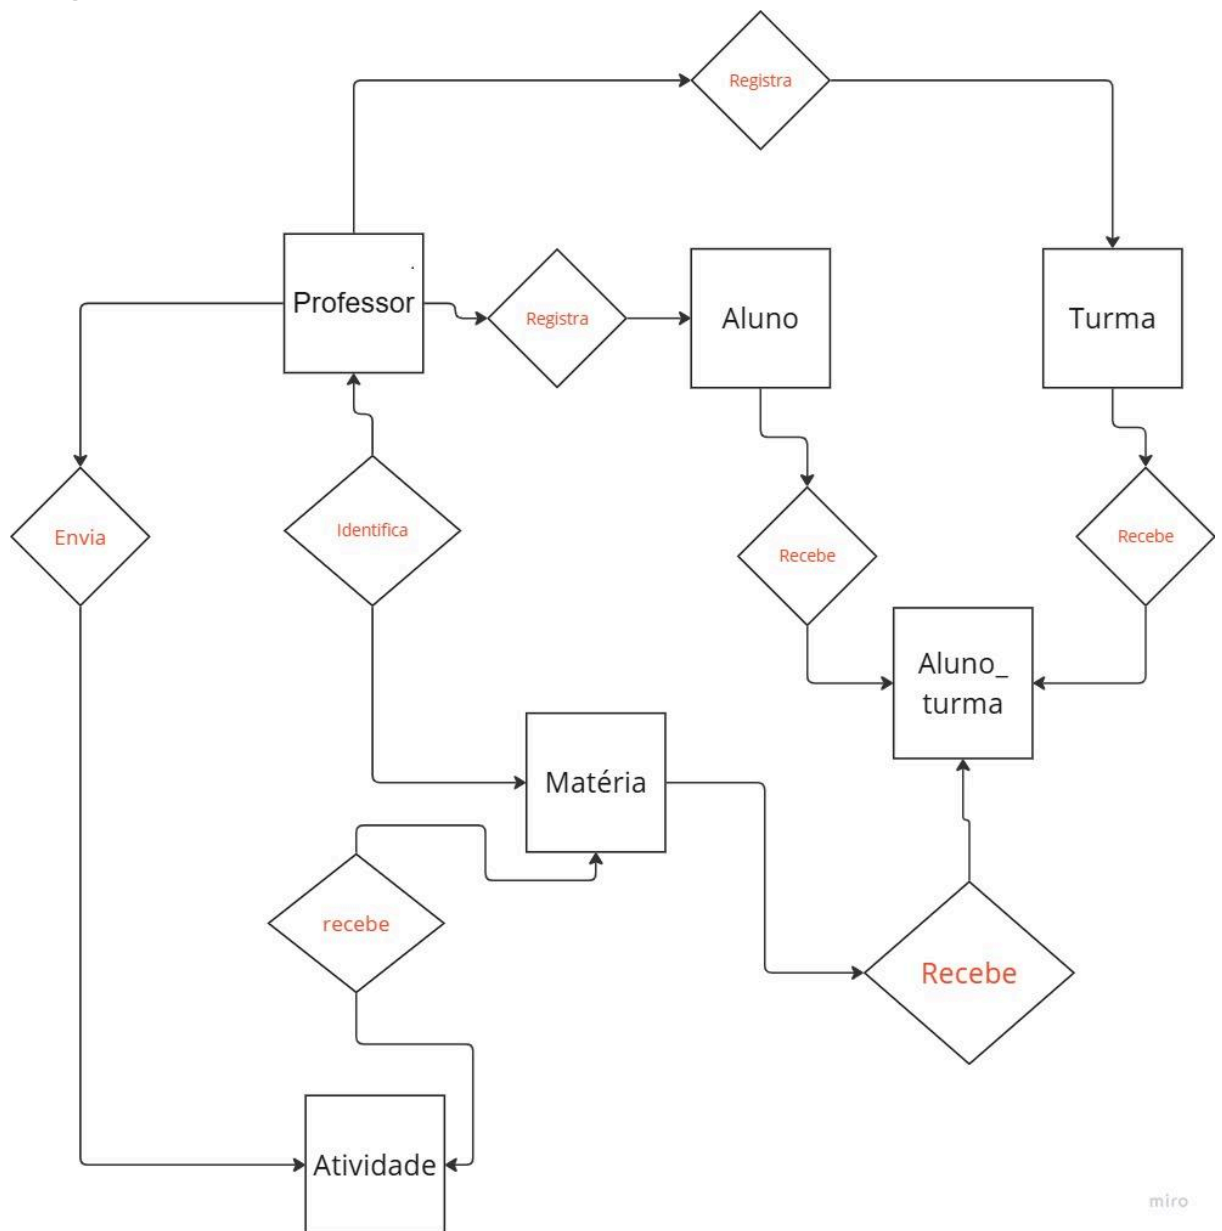 Registra
Professor
Registra
Aluno
Turma
Envia
Identifica
Recebe
Recebe
Aluno_
turma
Matéria
recebe
Recebe
Atividade
miro